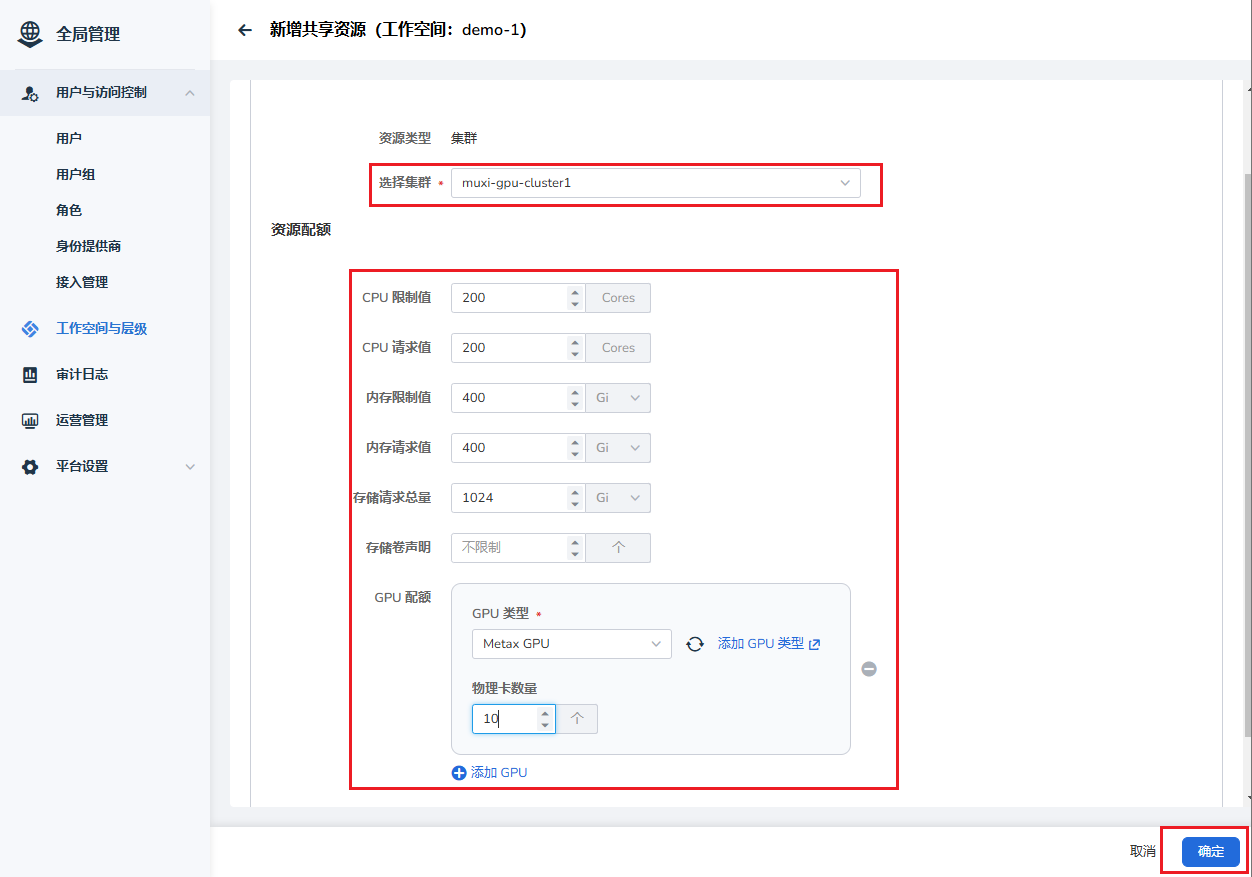 全局管理
用户与访问控制
用户
用户组
角色
身份提供商
接入管理
工作空间与层级
审计日志
运营管理
平台设置
新增共享资源（工作空间：demo-1）
资源类型 集群
选择集群 * muxi-gpu-cluster1
资源配额
CPU 限制值 200 Cores
CPU 请求值 200 Cores
内存限制值 400 Gi
内存请求值 400 Gi
存储请求总量 1024 Gi
存储卷声明 不限制 个
GPU 配额
GPU 类型 *
Metax GPU 添加 GPU 类型
物理卡数量
10 个
添加 GPU
取消 确定